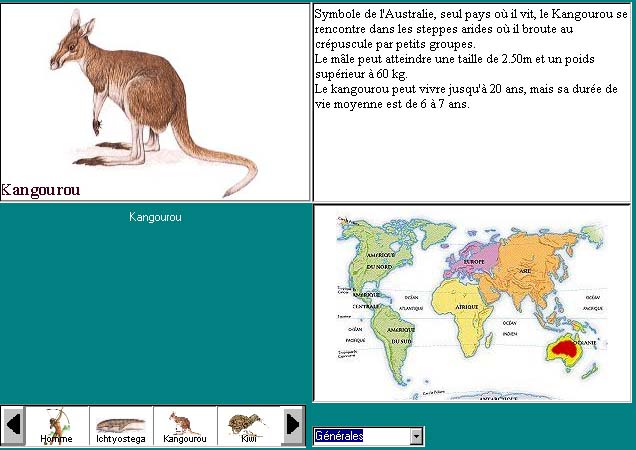 Kangourou
Symbole de l'Australie, seul pays où il vit, le Kangourou se
rencontre dans les steppes arides où il broute au
crépuscule par petits groupes.
Le mâle peut atteindre une taille de 2.50m et un poids
supérieur à 60 kg.
Le kangourou peut vivre jusqu'à 20 ans, mais sa durée de
vie moyenne est de 6 à 7 ans.
Kangourou
AMÉRIQUE
DU NORD
EUROPE
ASIE
AMÉRIQUE
CENTRALE
OCÉAN
ATLANTIQUE
AFRIQUE
OCÉAN
PACIFIQUE
OCÉAN
PACIFIQUE
AMÉRIQUE
DU SUD
OCÉAN
INDIEN
OCÉANIE
ANTARCTIQUE
Homme
Ichtyostega
Kangourou
Kiwi
Générales